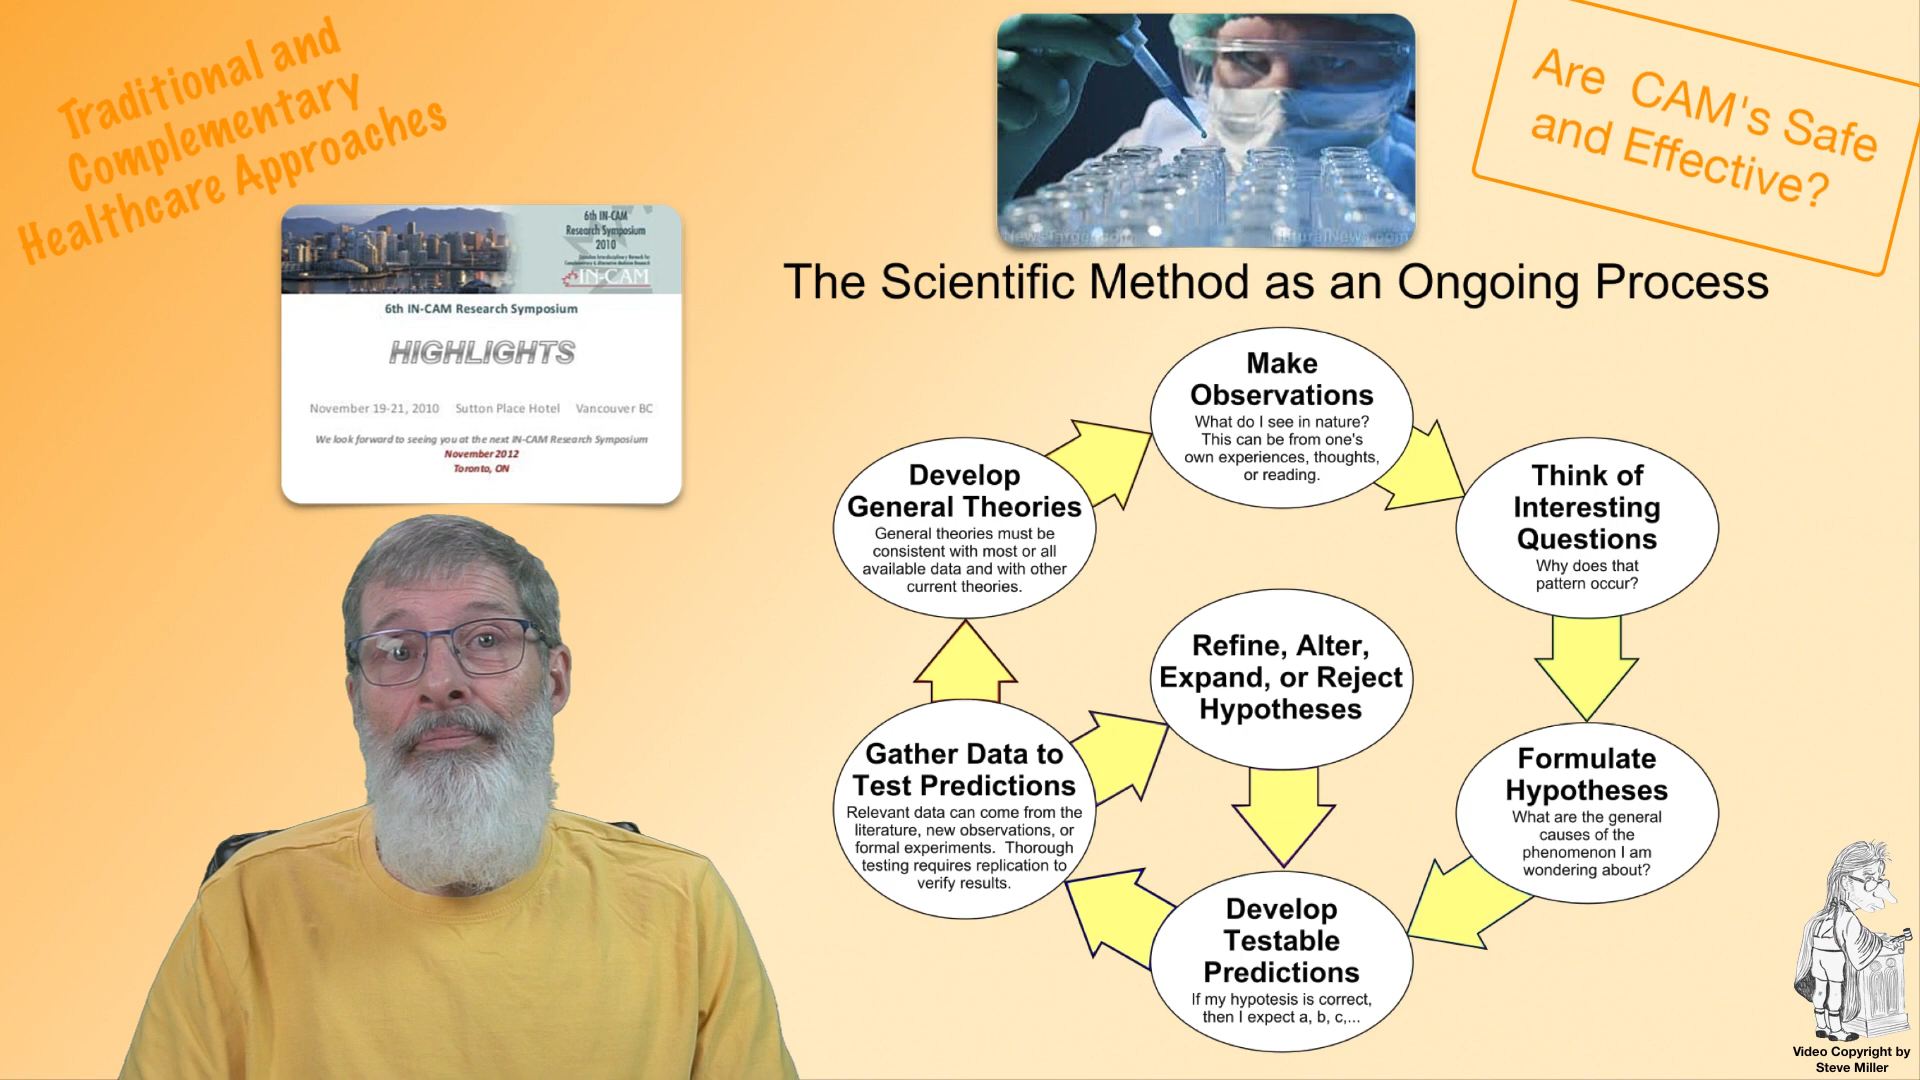 Traditional and
Complementary
Healthcare Approaches
6th IN-CAM
Research Symposium
2010
IN-CAM
6th IN-CAM Research Symposium
HIGHLIGHTS
November 19-21, 2010 Sutton Place Hotel Vancouver BC
We look forward to seeing you at the next IN-CAM Research Symposium
November 2012
Toronto, ON
NaturalNews.com
Are CAM's Safe
and Effective?
The Scientific Method as an Ongoing Process
Make
Observations
What do I see in nature?
This can be from one's
own experiences, thoughts,
or reading.
Think of
Interesting
Questions
Why does that
pattern occur?
Formulate
Hypotheses
What are the general
causes of the
phenomenon I am
wondering about?
Develop
Testable
Predictions
If my hypotesis is correct,
then I expect a, b, c,...
Gather Data to
Test Predictions
Relevant data can come from the
literature, new observations, or
formal experiments. Thorough
testing requires replication to
verify results.
Refine, Alter,
Expand, or Reject
Hypotheses
Develop
General Theories
General theories must be
consistent with most or all
available data and with other
current theories.
Video Copyright by
Steve Miller